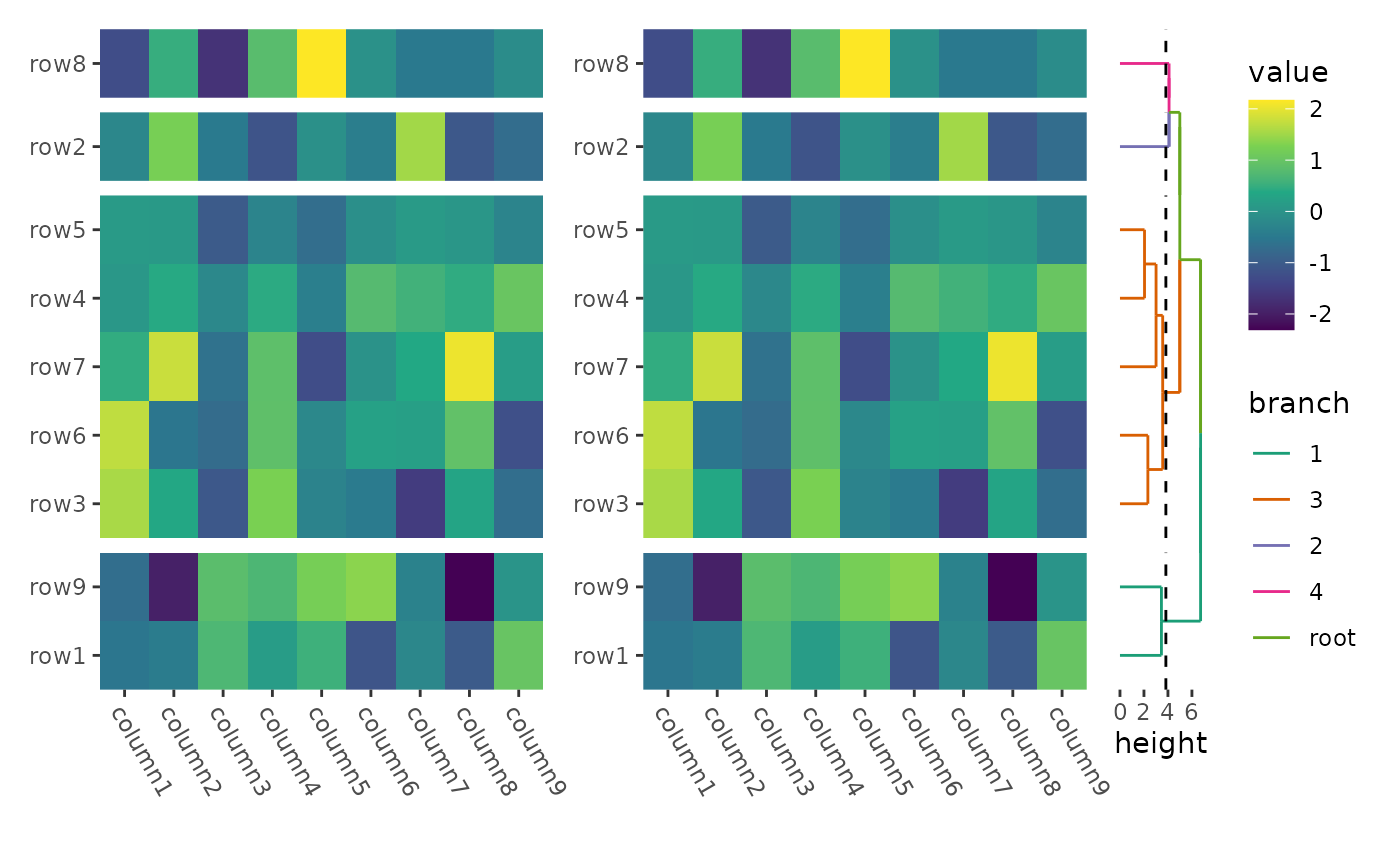 row8
row2
row5
row4
row7
row6
row3
row9
row1
column1
column2
column3
column4
column5
column6
column7
column8
column9
row8
row2
row5
row4
row7
row6
row3
row9
row1
column1
column2
column3
column4
column5
column6
column7
column8
column9
0 2 4 6
height
value
2
1
0
-1
-2
branch
1
3
2
4
root